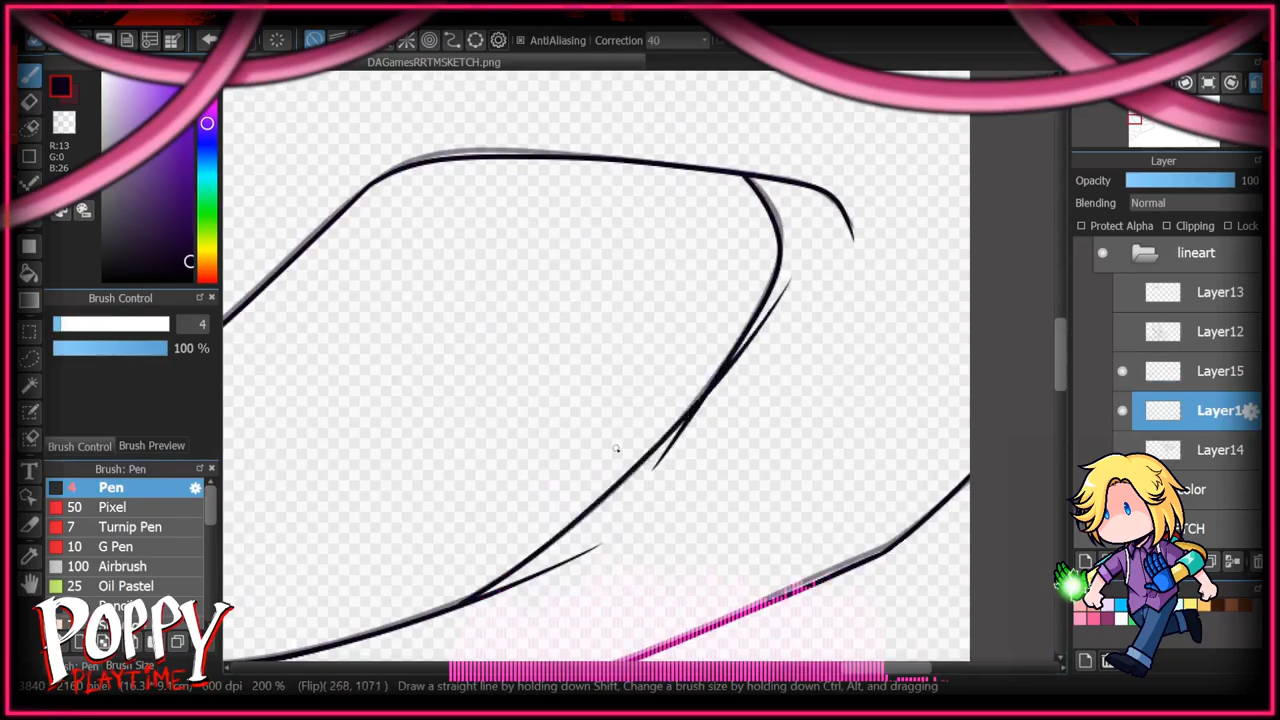 AntiAliasing Correction 40
DAGamesRRTMSKETCH.png
R:13
G:0
B:26
Layer
Opacity 100
Blending Normal
Protect Alpha Clipping Lock
lineart
Layer13
Layer12
Layer15
Layer1
Layer14
Brush Control
4
100 %
Brush Control Brush Preview
Brush: Pen
4 Pen
50 Pixel
7 Turnip Pen
10 G Pen
100 Airbrush
25 Oil Pastel
POPPY
PLAYTIME
Brush Size
600 dpi 200 % (Flip)( 268, 1071) Draw a straight line by holding down Shift, Change a brush size by holding down Ctrl, Alt, and dragging